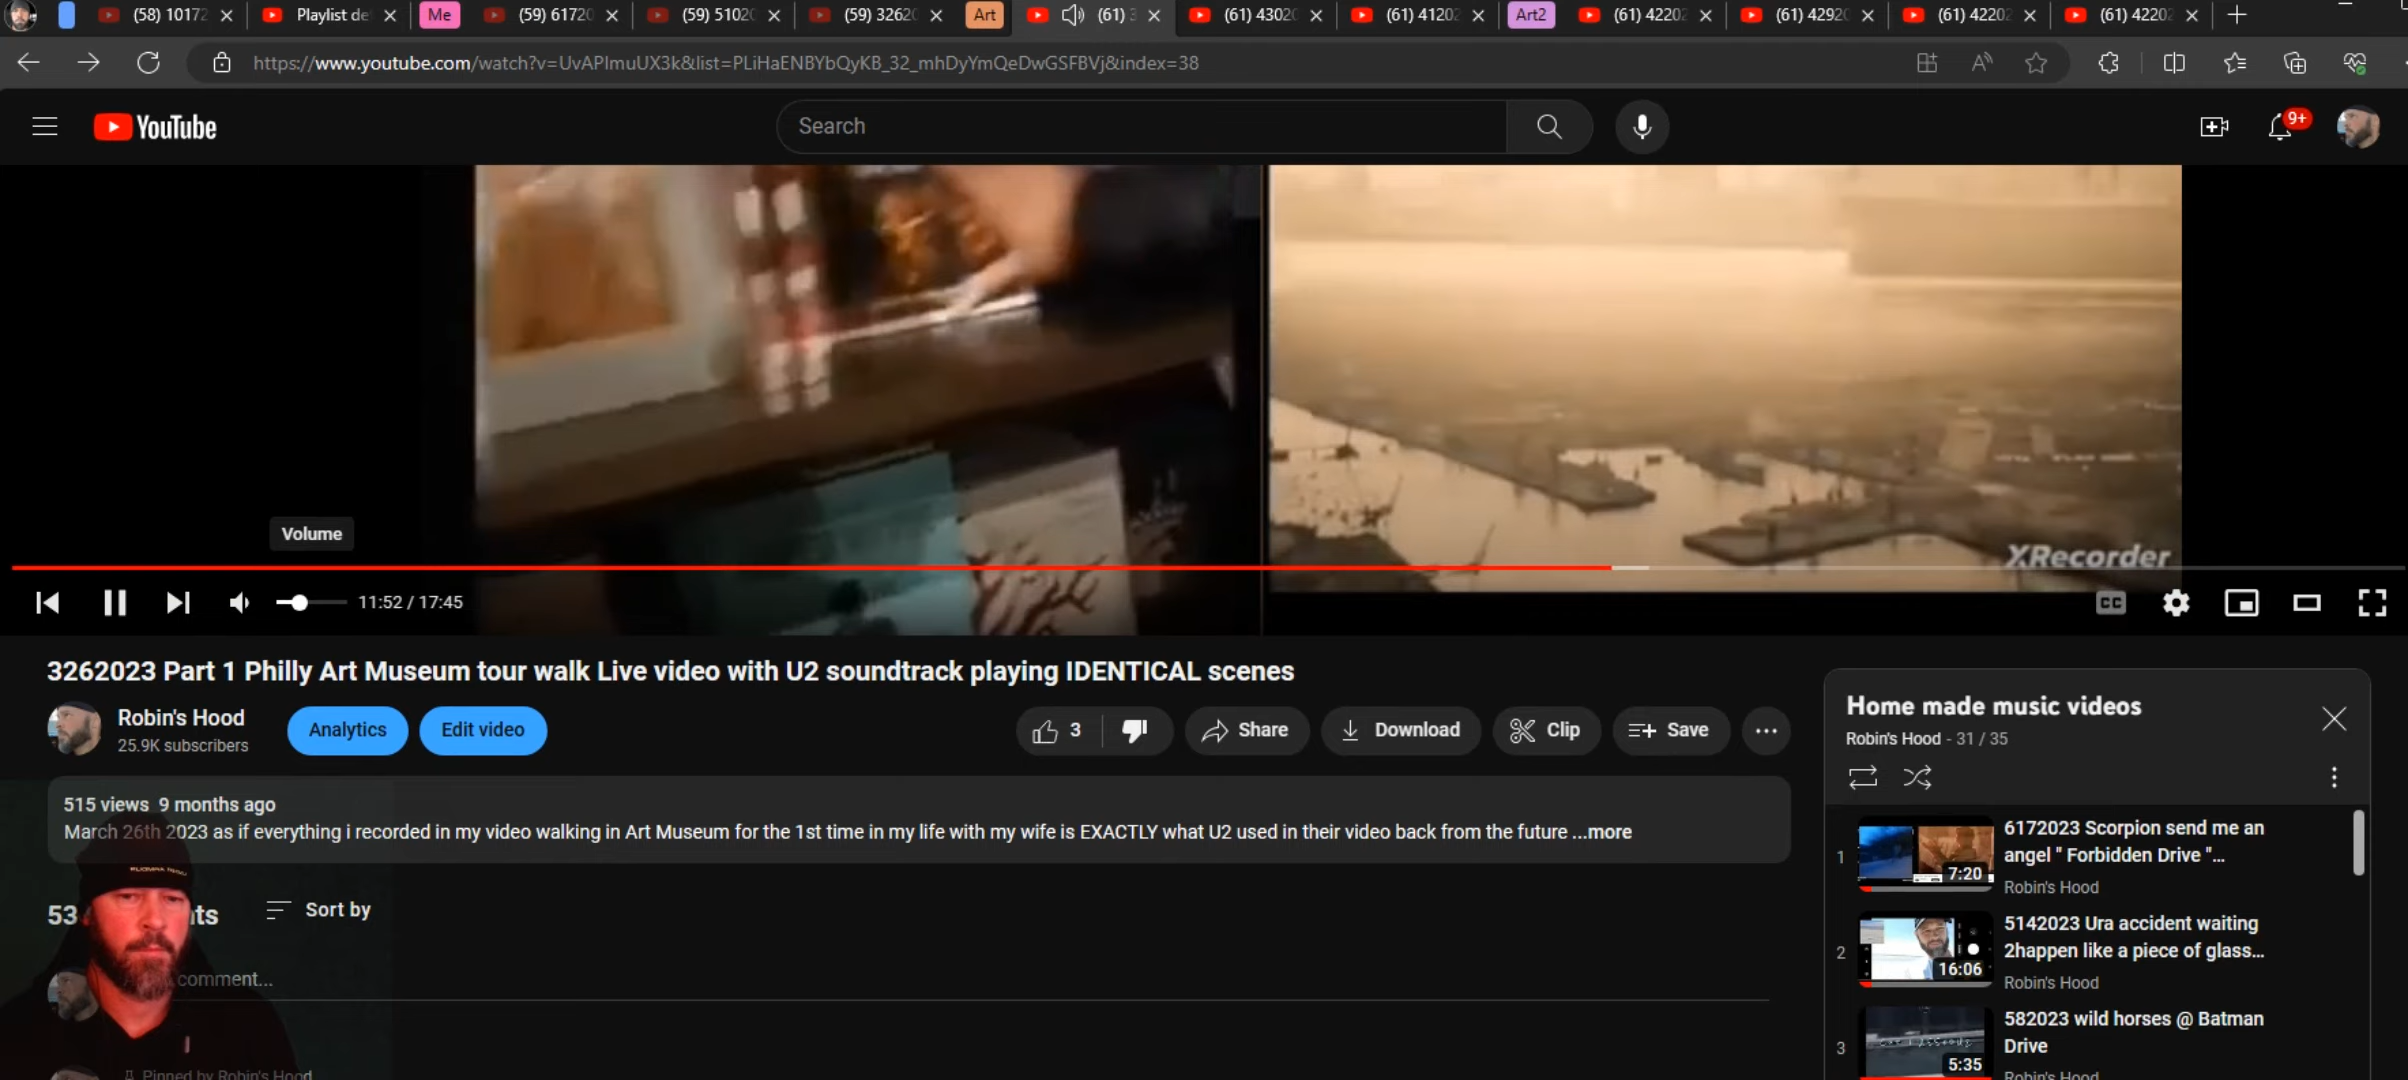 (58) 10172
Playlist de
Me
(59) 61720
(59) 51020
(59) 32620
Art
(61) 3
(61) 43020
(61) 41202
Art2
(61) 42202
(61) 42920
(61) 42202
(61) 42202
https://www.youtube.com/watch?v=UvAPlmuUX3k&list=PLiHaENBYbQyKB_32_mhDyYmQeDwGSFBVj&index=38
YouTube
Search
9+
Volume
XRecorder
11:52 / 17:45
CC
3262023 Part 1 Philly Art Museum tour walk Live video with U2 soundtrack playing IDENTICAL scenes
Robin's Hood
25.9K subscribers
Analytics
Edit video
3
Share
Download
Clip
Save
515 views 9 months ago
March 26th 2023 as if everything i recorded in my video walking in Art Museum for the 1st time in my life with my wife is EXACTLY what U2 used in their video back from the future ...more
53 ts
Sort by
comment...
Pinned by Robin's Hood
Home made music videos
Robin's Hood - 31 / 35
1
7:20
6172023 Scorpion send me an
angel " Forbidden Drive "...
Robin's Hood
2
16:06
5142023 Ura accident waiting
2happen like a piece of glass...
Robin's Hood
3
5:35
582023 wild horses @ Batman
Drive
Robin's Hood